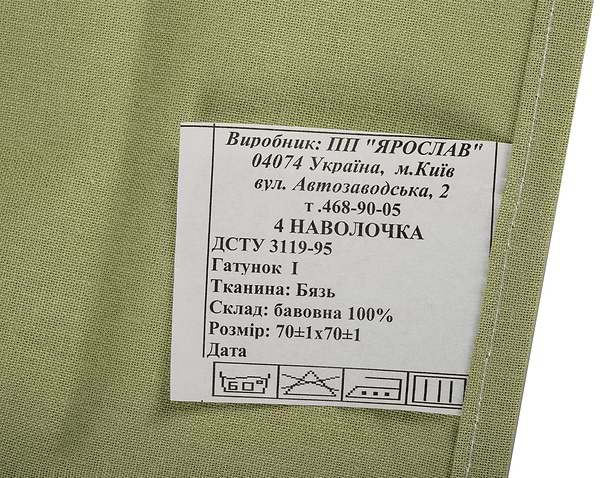 Виробник: ПП "ЯРОСЛАВ"
04074 Україна, м.Київ
вул. Автозаводська, 2
т .468-90-05
4 НАВОЛОЧКА
ДСТУ 3119-95
Гатунок I
Тканина: Бязь
Склад: бавовна 100%
Розмір: 70±1х70±1
Дата
60°